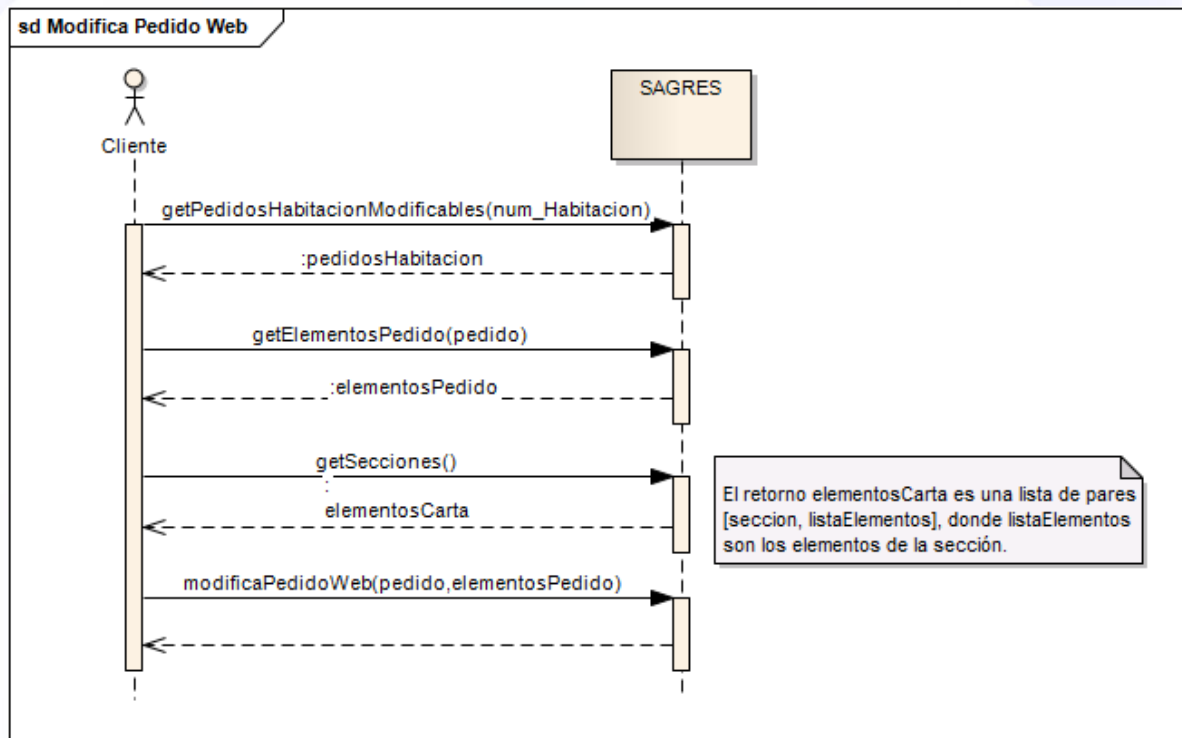 sd Modifica Pedido Web
Cliente
SAGRES
getPedidosHabitacionModificables(num_Habitacion)
:pedidosHabitacion
getElementosPedido(pedido)
:elementosPedido
getSecciones()
:
elementosCarta
El retorno elementosCarta es una lista de pares
[seccion, listaElementos], donde listaElementos
son los elementos de la sección.
modificaPedidoWeb(pedido,elementosPedido)